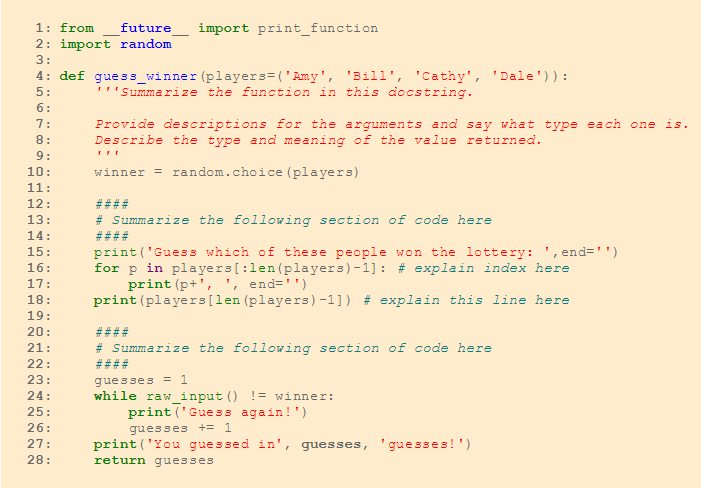 1: from __future__ import print_function
2: import random
3:
4: def guess_winner(players=('Amy', 'Bill', 'Cathy', 'Dale')):
5:     '''Summarize the function in this docstring.
6:
7:     Provide descriptions for the arguments and say what type each one is.
8:     Describe the type and meaning of the value returned.
9:     '''
10:     winner = random.choice(players)
11:
12:     ####
13:     # Summarize the following section of code here
14:     ####
15:     print('Guess which of these people won the lottery: ',end='')
16:     for p in players[:len(players)-1]: # explain index here
17:         print(p+', ', end='')
18:     print(players[len(players)-1]) # explain this line here
19:
20:     ####
21:     # Summarize the following section of code here
22:     ####
23:     guesses = 1
24:     while raw_input() != winner:
25:         print('Guess again!')
26:         guesses += 1
27:     print('You guessed in', guesses, 'guesses!')
28:     return guesses